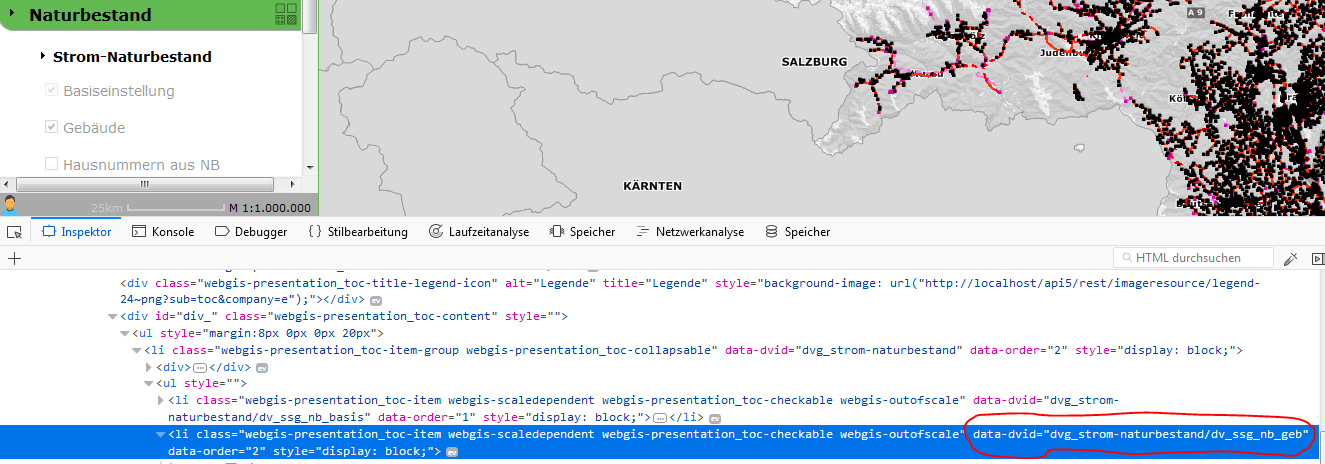 Naturbestand
Strom-Naturbestand
Basiseinstellung
Gebäude
Hausnummern aus NB
25km
M 1:1.000.000
A 9
SALZBURG
KÄRNTEN
Inspektor
Konsole
Debugger
{ } Stilbearbeitung
Laufzeitanalyse
Speicher
Netzwerkanalyse
Speicher
+
HTML durchsuchen
<div class="webgis-presentation_toc-title-legend-icon" alt="Legende" title="Legende" style="background-image: url("http://localhost/api5/rest/imageresource/legend-
24~png?sub=toc&company=e");"></div> ev
<div id="div_" class="webgis-presentation_toc-content" style="">
<ul style="margin:8px 0px 0px 20px">
<li class="webgis-presentation_toc-item-group webgis-presentation_toc-collapsable" data-dvid="dvg_strom-naturbestand" data-order="2" style="display: block;">
<div>…</div> ev
<ul style="">
<li class="webgis-presentation_toc-item webgis-scaledependent webgis-presentation_toc-checkable webgis-outofscale" data-dvid="dvg_strom-
naturbestand/dv_ssg_nb_basis" data-order="1" style="display: block;">…</li> ev
<li class="webgis-presentation_toc-item webgis-scaledependent webgis-presentation_toc-checkable webgis-outofscale" data-dvid="dvg_strom-naturbestand/dv_ssg_nb_geb"
data-order="2" style="display: block;"> ev